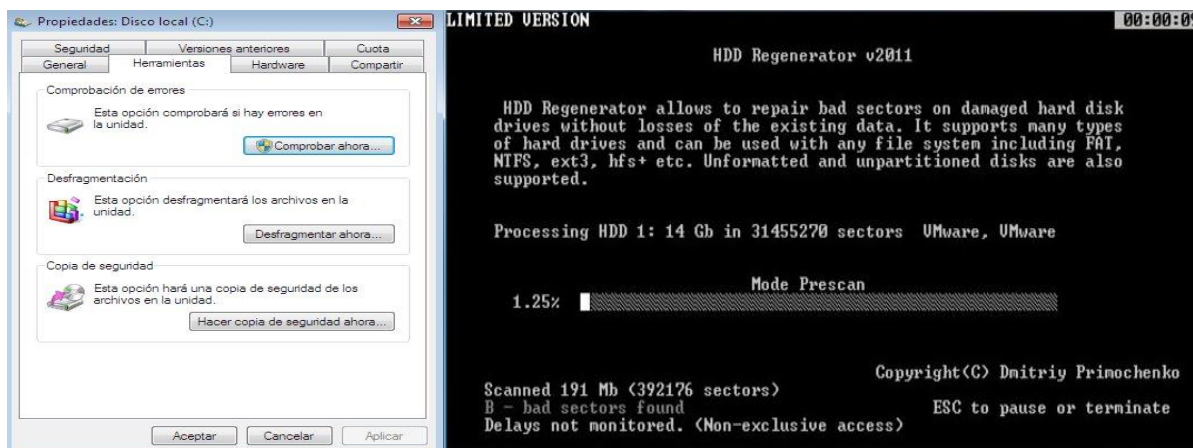 Propiedades: Disco local (C:)
Seguridad Versiones anteriores Cuota
General Herramientas Hardware Compartir
Comprobación de errores
Esta opción comprobará si hay errores en
la unidad.
Comprobar ahora...
Desfragmentación
Esta opción desfragmentará los archivos en la
unidad.
Desfragmentar ahora...
Copia de seguridad
Esta opción hará una copia de seguridad de los
archivos en la unidad.
Hacer copia de seguridad ahora...
Aceptar Cancelar Aplicar
LIMITED VERSION
HDD Regenerator v2011
HDD Regenerator allows to repair bad sectors on damaged hard disk
drives without losses of the existing data. It supports many types
of hard drives and can be used with any file system including FAT,
NTFS, ext3, hfs+ etc. Unformatted and unpartitioned disks are also
supported.
Processing HDD 1: 14 Gb in 31455270 sectors VMware, VMware
Mode Prescan
1.25%
Copyright(C) Dmitriy Primochenko
Scanned 191 Mb (392176 sectors)
B - bad sectors found
ESC to pause or terminate
Delays not monitored. (Non-exclusive access)